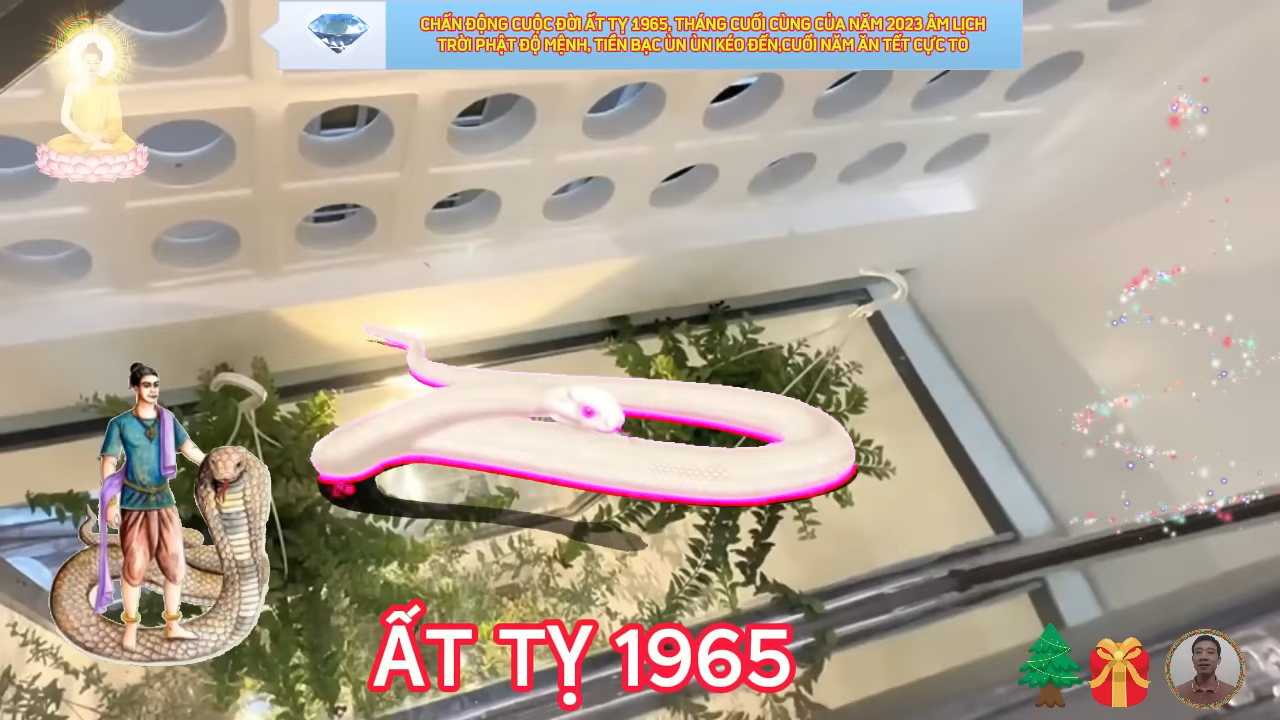 CHẤN ĐỘNG CUỘC ĐỜI ẤT TỴ 1965, THÁNG CUỐI CÙNG CỦA NĂM 2023 ÂM LỊCH
TRỜI PHẬT ĐỘ MỆNH, TIỀN BẠC ÙN ÙN KÉO ĐẾN,CUỐI NĂM ĂN TẾT CỰC TO
ẤT TỴ 1965